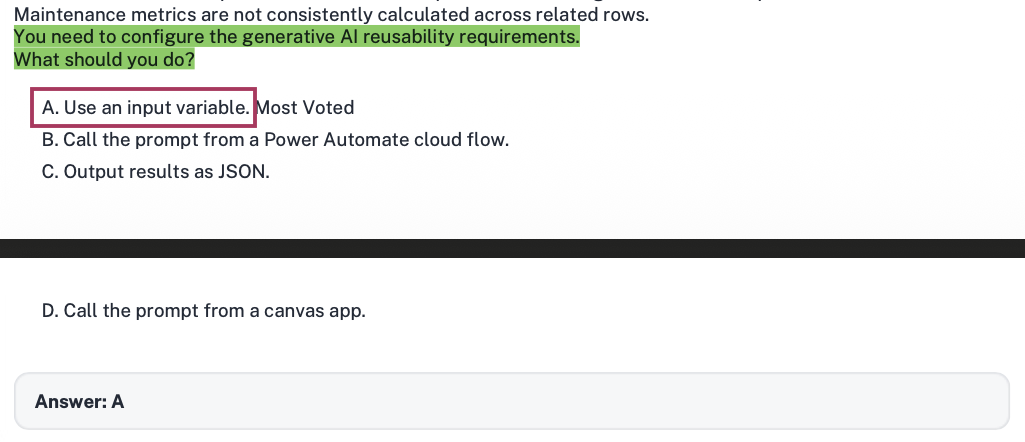 Maintenance metrics are not consistently calculated across related rows.
You need to configure the generative AI reusability requirements.
What should you do?
A. Use an input variable. Most Voted
B. Call the prompt from a Power Automate cloud flow.
C. Output results as JSON.
D. Call the prompt from a canvas app.
Answer: A